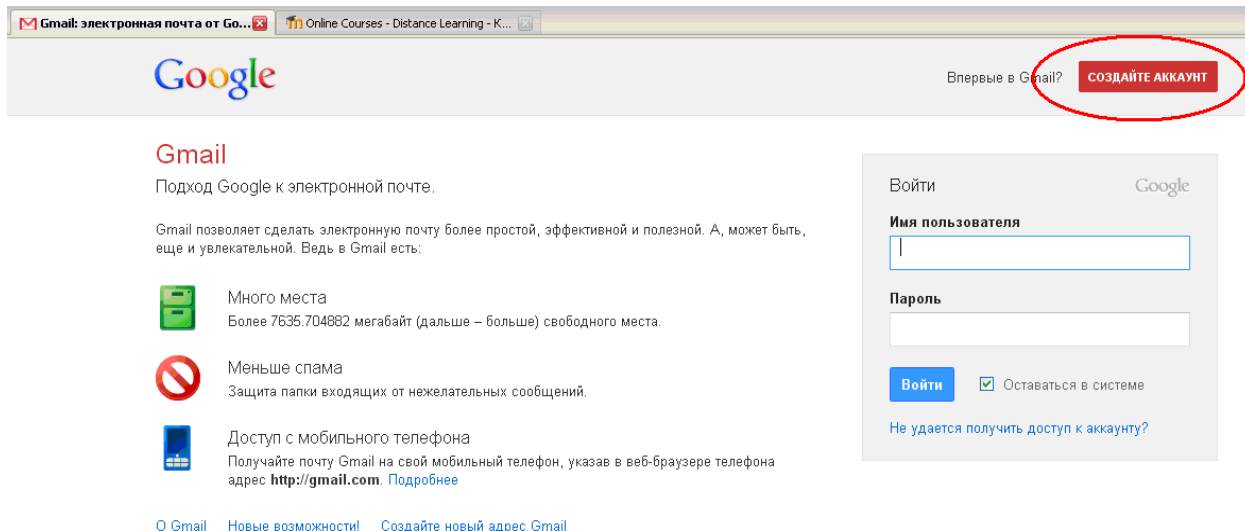 Gmail: электронная почта от Go...
Online Courses - Distance Learning - K...
Google
Впервые в Gmail?
СОЗДАЙТЕ АККАУНТ
Gmail
Подход Google к электронной почте.
Gmail позволяет сделать электронную почту более простой, эффективной и полезной. А, может быть,
еще и увлекательной. Ведь в Gmail есть:
Много места
Более 7635.704882 мегабайт (дальше – больше) свободного места.
Меньше спама
Защита папки входящих от нежелательных сообщений.
Доступ с мобильного телефона
Получайте почту Gmail на свой мобильный телефон, указав в веб-браузере телефона
адрес http://gmail.com. Подробнее
О Gmail Новые возможности! Создайте новый адрес Gmail
Войти Google
Имя пользователя
Пароль
Войти Оставаться в системе
Не удается получить доступ к аккаунту?